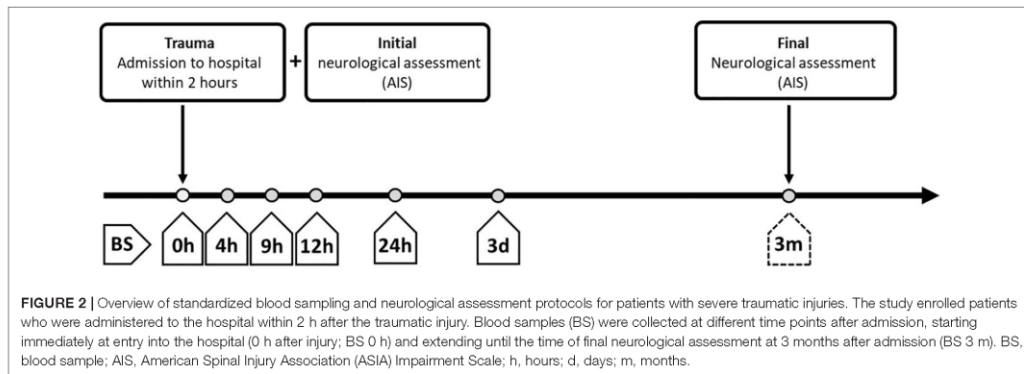 Trauma
Admission to hospital
within 2 hours
+
Initial
neurological assessment
(AIS)
Final
Neurological assessment
(AIS)
BS
0h
4h
9h
12h
24h
3d
3m
FIGURE 2 | Overview of standardized blood sampling and neurological assessment protocols for patients with severe traumatic injuries. The study enrolled patients
who were administered to the hospital within 2 h after the traumatic injury. Blood samples (BS) were collected at different time points after admission, starting
immediately at entry into the hospital (0 h after injury; BS 0 h) and extending until the time of final neurological assessment at 3 months after admission (BS 3 m). BS,
blood sample; AIS, American Spinal Injury Association (ASIA) Impairment Scale; h, hours; d, days; m, months.